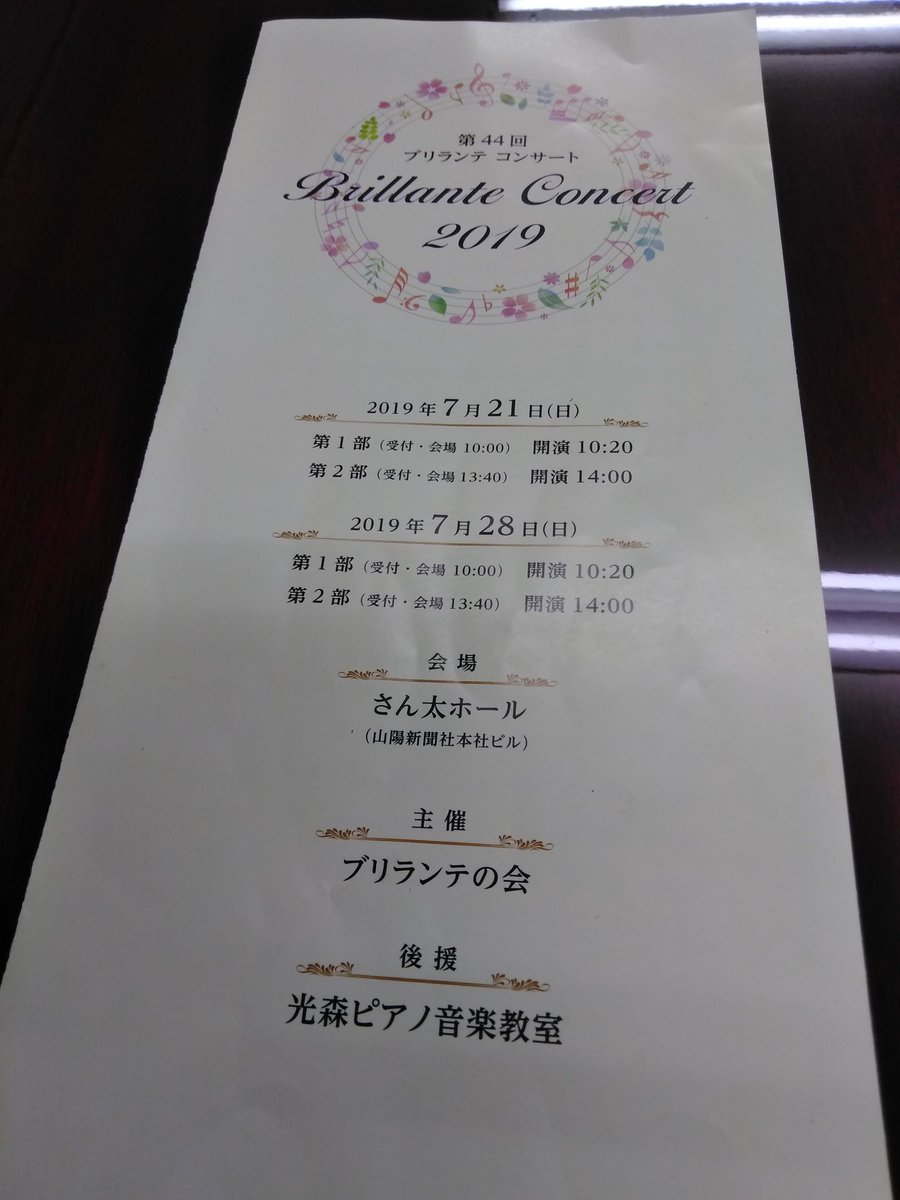 第44回
ブリランテ コンサート
Brillante Concert
2019
2019年7月21日(日)
第1部(受付・会場 10:00) 開演 10:20
第2部(受付・会場 13:40) 開演 14:00
2019年7月28日(日)
第1部(受付・会場 10:00) 開演 10:20
第2部(受付・会場 13:40) 開演 14:00
会場
さん太ホール
(山陽新聞社本社ビル)
主催
ブリランテの会
後援
光森ピアノ音楽教室